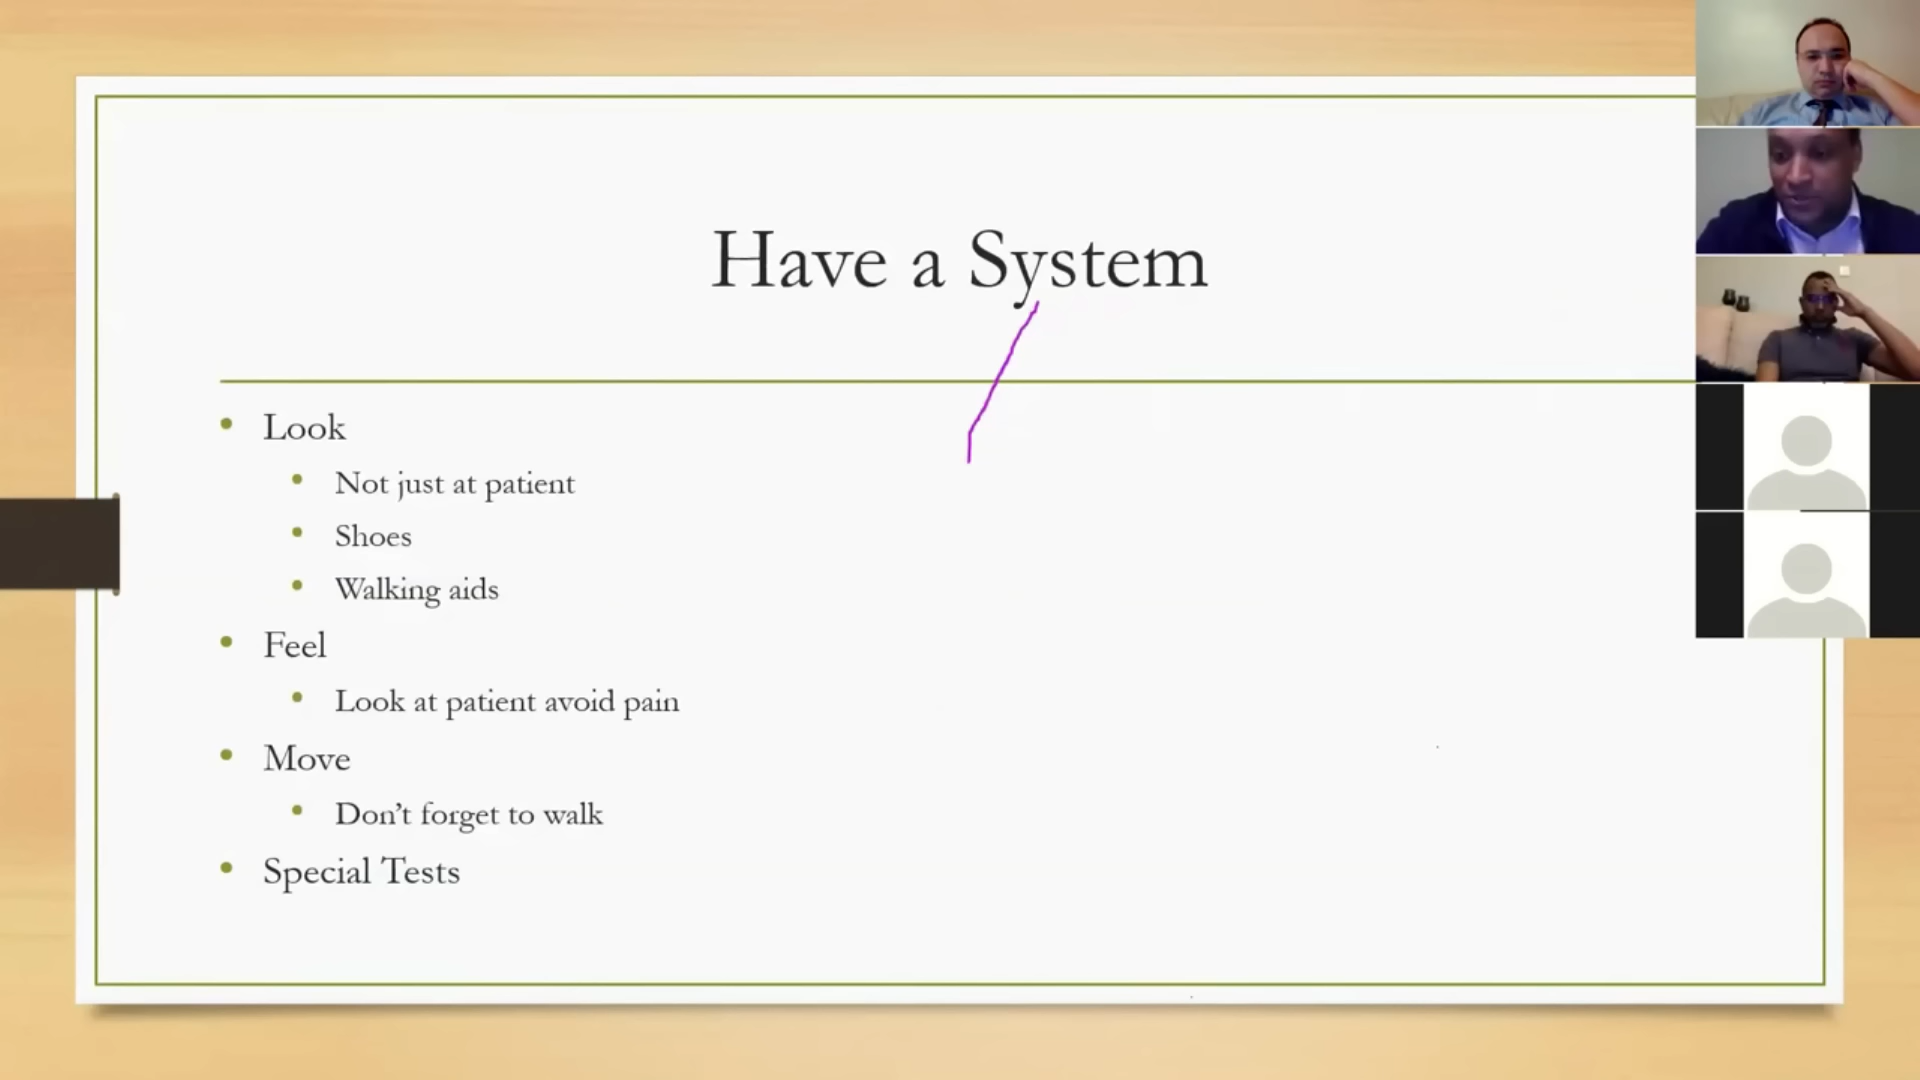 Have a System
Look
Not just at patient
Shoes
Walking aids
Feel
Look at patient avoid pain
Move
Don’t forget to walk
Special Tests